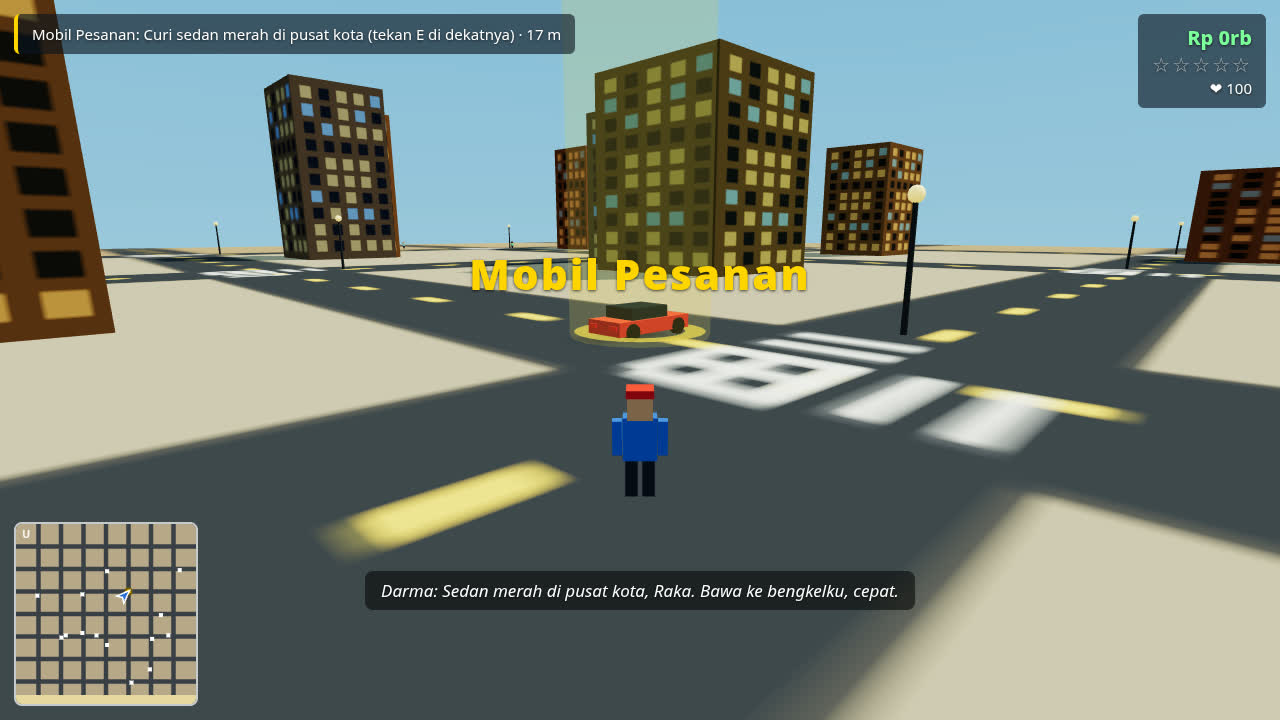 Mobil Pesanan: Curi sedan merah di pusat kota (tekan E di dekatnya) · 17 m
Rp 0rb
☆☆☆☆☆
❤ 100
Mobil Pesanan
U
Darma: Sedan merah di pusat kota, Raka. Bawa ke bengkelku, cepat.